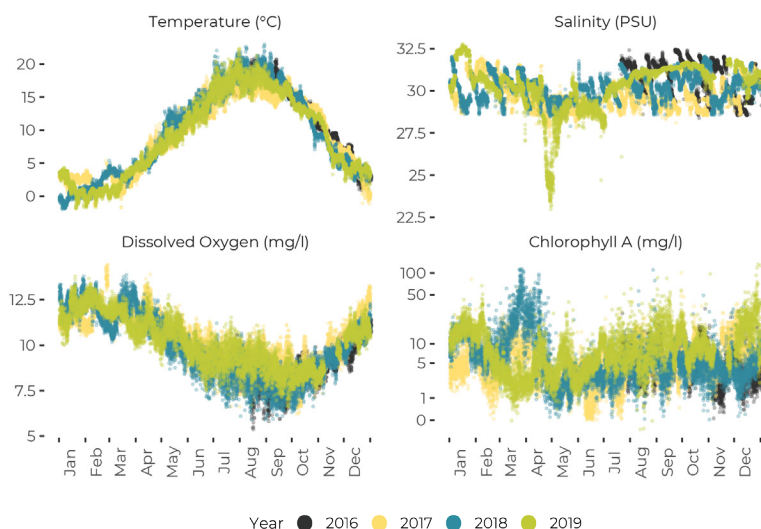 Temperature (°C)
Salinity (PSU)
20
15
10
5
0
32.5
30.0
27.5
25.0
22.5
Dissolved Oxygen (mg/l)
Chlorophyll A (mg/l)
12.5
10.0
7.5
5
100
50
10
5
1
0
Jan
Feb
Mar
Apr
May
Jun
Jul
Aug
Sep
Oct
Nov
Dec
Jan
Feb
Mar
Apr
May
Jun
Jul
Aug
Sep
Oct
Nov
Dec
Year 2016 2017 2018 2019